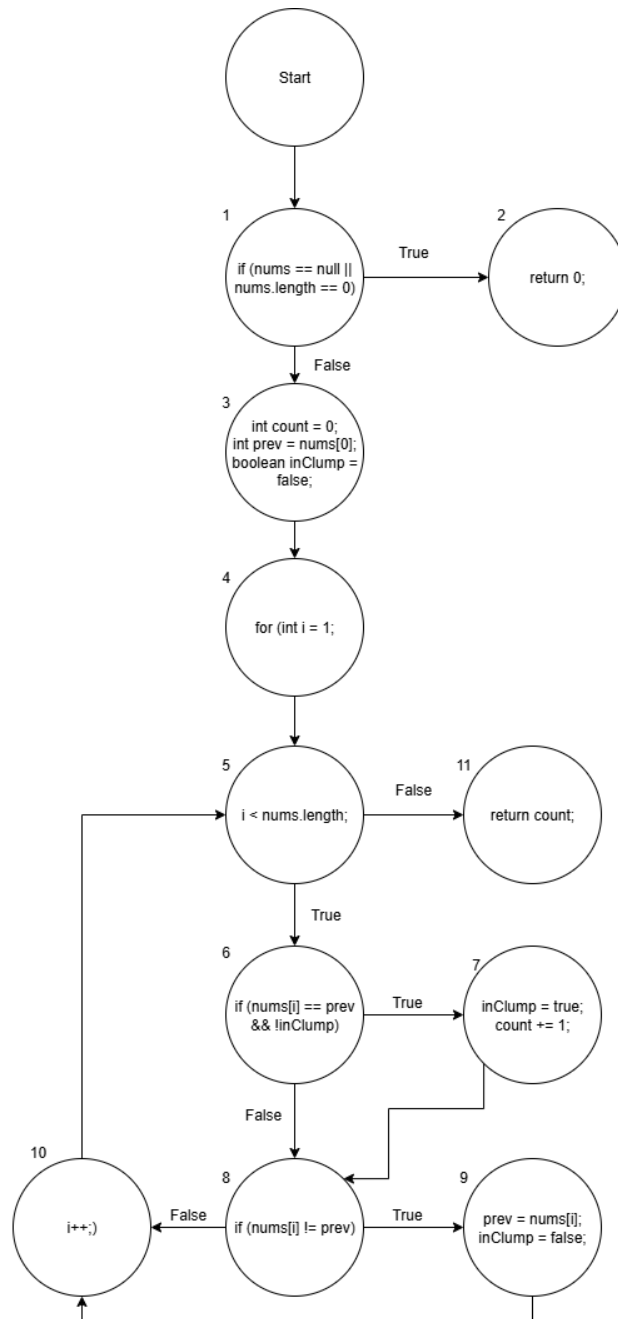 Start
1
if (nums == null ||
nums.length == 0)
True
2
return 0;
False
3
int count = 0;
int prev = nums[0];
boolean inClump =
false;
4
for (int i = 1;
5
i < nums.length;
False
11
return count;
True
6
if (nums[i] == prev
&& !inClump)
True
7
inClump = true;
count += 1;
False
8
if (nums[i] != prev)
True
9
prev = nums[i];
inClump = false;
False
10
i++;)